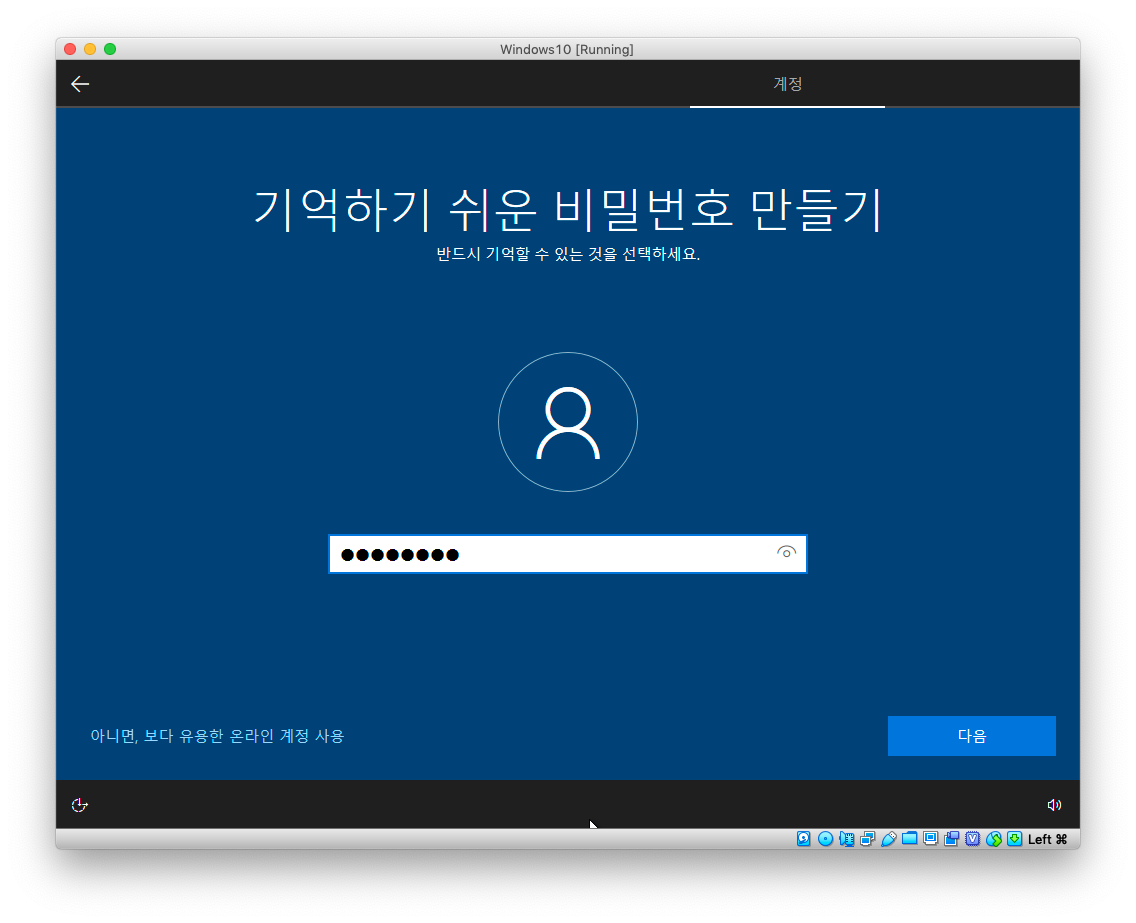 Windows10 [Running]
계정
기억하기 쉬운 비밀번호 만들기
반드시 기억할 수 있는 것을 선택하세요.
●●●●●●●●
아니면, 보다 유용한 온라인 계정 사용
다음
Left ⌘